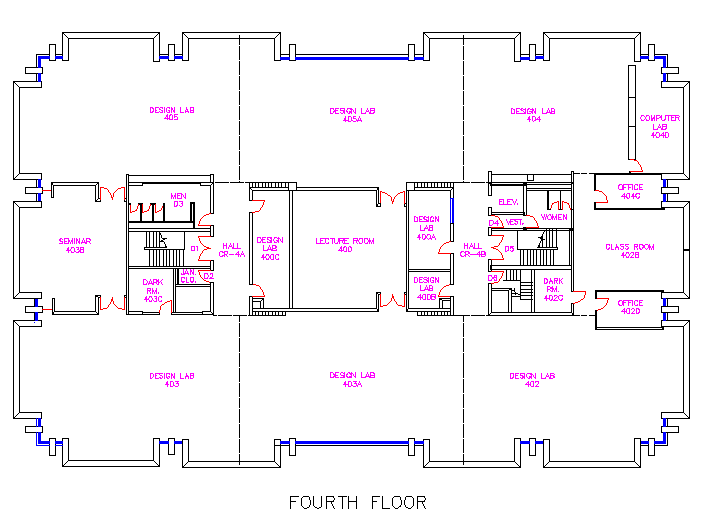 DESIGN LAB
405
DESIGN LAB
405A
DESIGN LAB
404
COMPUTER
LAB
404D
MEN
D3
ELEV.
OFFICE
404C
D4
VEST.
WOMEN
SEMINAR
403B
D1
HALL
CR-4A
DESIGN
LAB
400C
LECTURE ROOM
400
DESIGN
LAB
400A
HALL
CR-4B
D5
CLASS ROOM
402B
DARK
RM.
403C
JAN.
CLO.
D2
DESIGN
LAB
400B
D6
DARK
RM.
402C
OFFICE
402D
DESIGN LAB
403
DESIGN LAB
403A
DESIGN LAB
402
FOURTH FLOOR